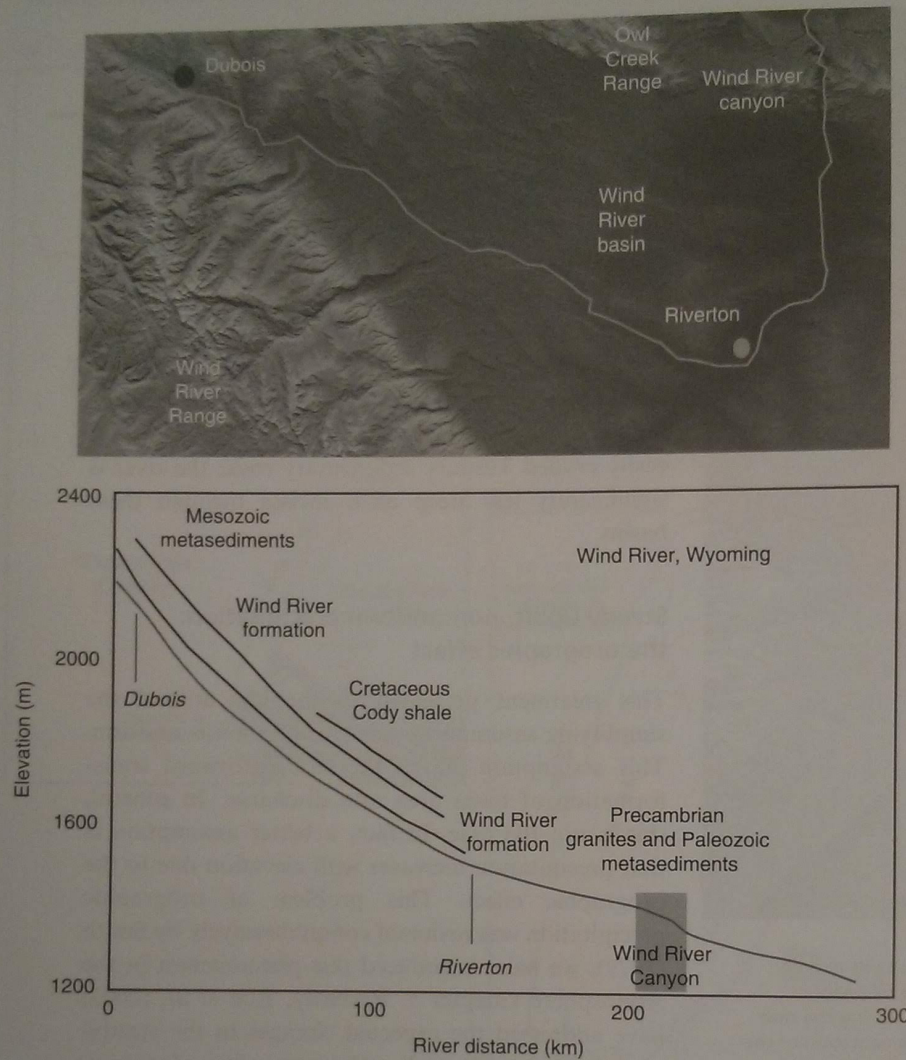 Dubois
Owl
Creek
Range
Wind River
canyon
Wind
River
basin
Riverton
Wind
River
Range
2400
Mesozoic
metasediments
Wind River, Wyoming
Wind River
formation
2000
Dubois
Cretaceous
Cody shale
Elevation (m)
1600
Wind River
formation
Precambrian
granites and Paleozoic
metasediments
Riverton
Wind River
Canyon
1200
0
100
200
300
River distance (km)